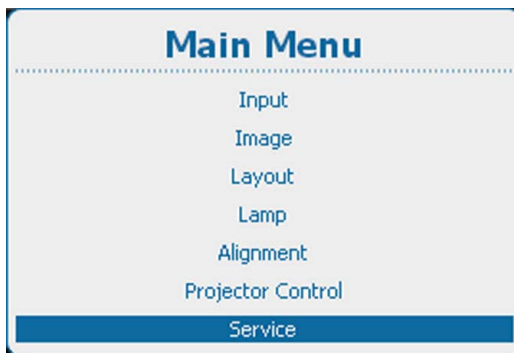 Main Menu
Input
Image
Layout
Lamp
Alignment
Projector Control
Service